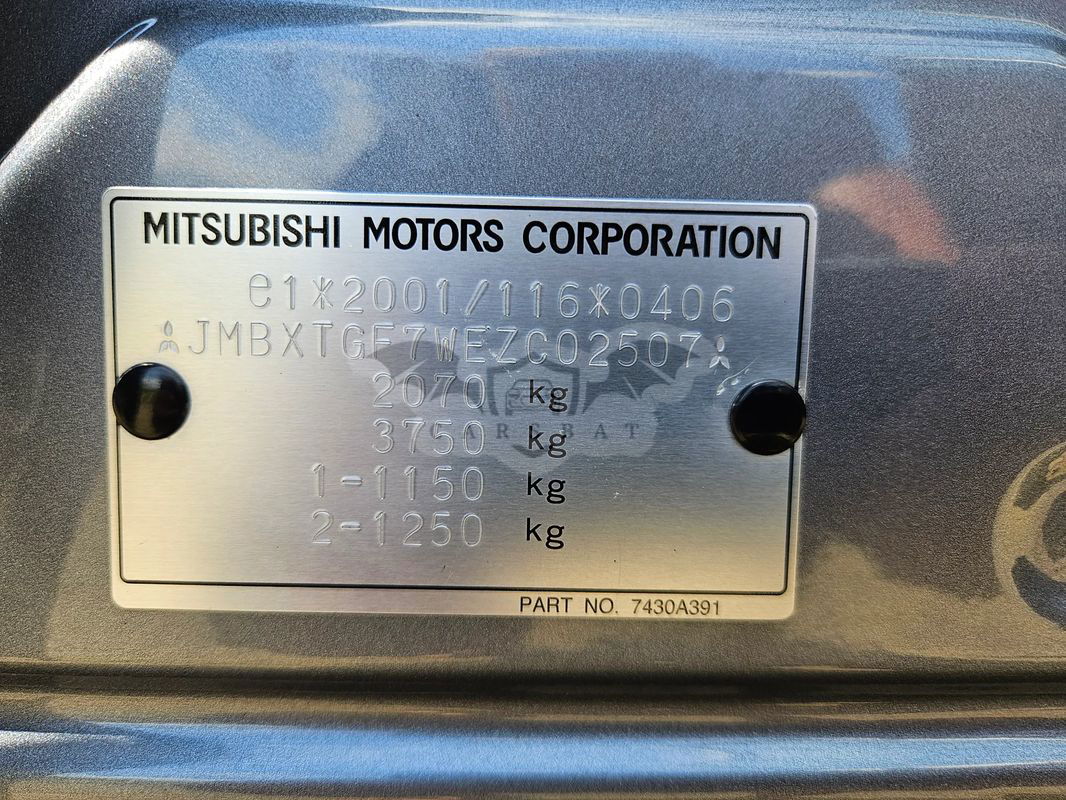 MITSUBISHI MOTORS CORPORATION
e1*2001/116*0406
JMBXTGF7WEZC02507
2070 kg
CAREBAT
3750 kg
1-1150 kg
2-1250 kg
PART NO. 7430A391